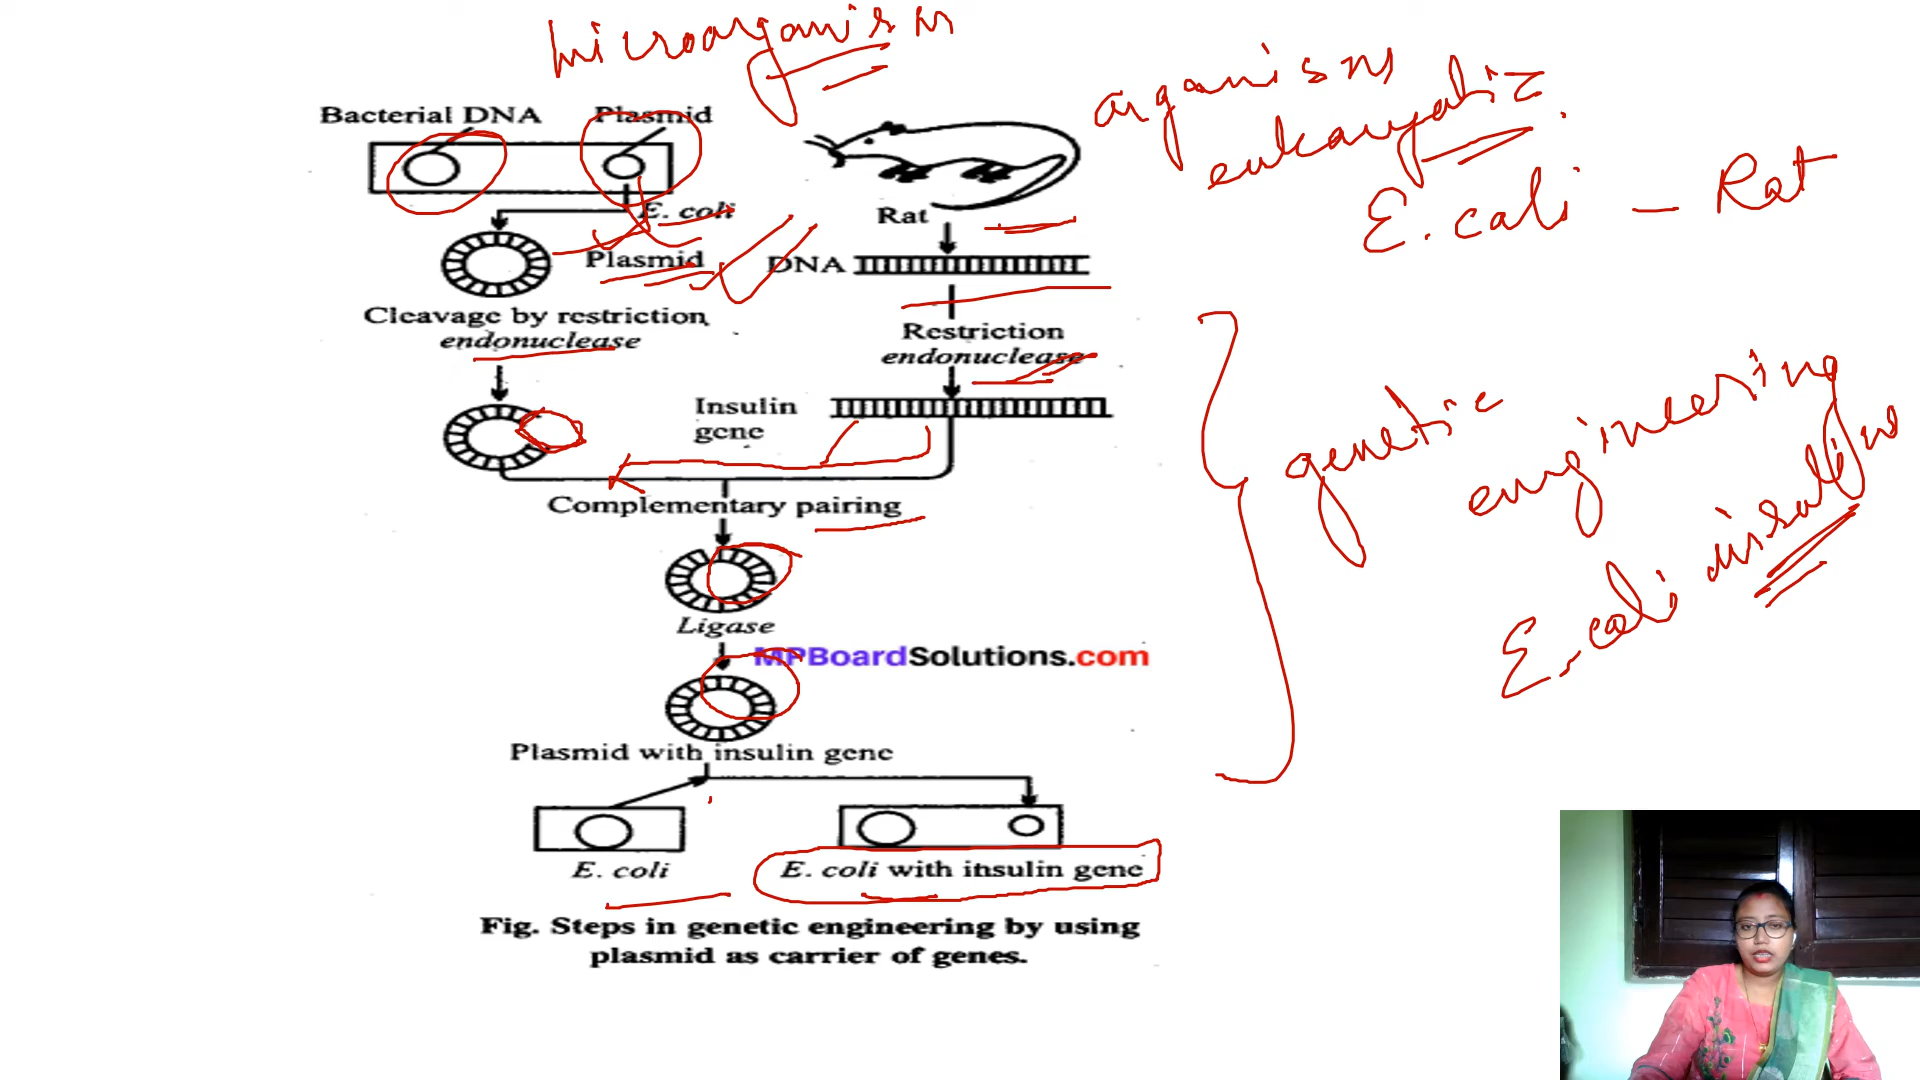 microorganism
organisms
eukaryotic
E. coli - Rat
Bacterial DNA
Plasmid
E. coli
Plasmid
Cleavage by restriction
endonuclease
Rat
DNA
Restriction
endonuclease
Insulin
gene
Complementary pairing
Ligase
MPBoardSolutions.com
Plasmid with insulin gene
E. coli
E. coli with insulin gene
Fig. Steps in genetic engineering by using
plasmid as carrier of genes.
genetic
engineering
E. coli